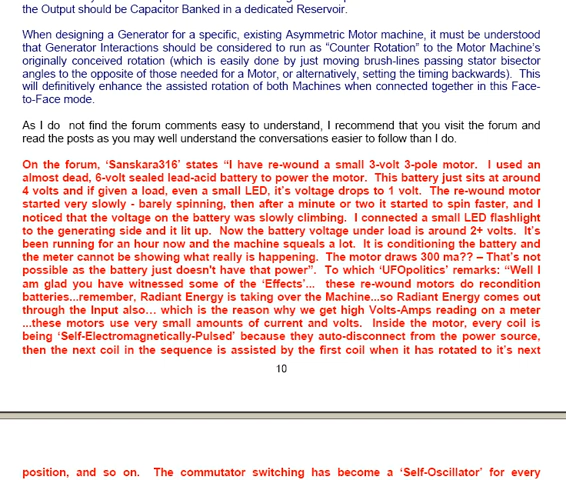 the Output should be Capacitor Banked in a dedicated Reservoir.
When designing a Generator for a specific, existing Asymmetric Motor machine, it must be understood
that Generator Interactions should be considered to run as “Counter Rotation” to the Motor Machine’s
originally conceived rotation (which is easily done by just moving brush-lines passing stator bisector
angles to the opposite of those needed for a Motor, or alternatively, setting the timing backwards). This
will definitively enhance the assisted rotation of both Machines when connected together in this Face-
to-Face mode.
As I do not find the forum comments easy to understand, I recommend that you visit the forum and
read the posts as you may well understand the conversations easier to follow than I do.
On the forum, ‘Sanskara316’ states “I have re-wound a small 3-volt 3-pole motor. I used an
almost dead, 6-volt sealed lead-acid battery to power the motor. This battery just sits at around
4 volts and if given a load, even a small LED, it’s voltage drops to 1 volt. The re-wound motor
started very slowly - barely spinning, then after a minute or two it started to spin faster, and I
noticed that the voltage on the battery was slowly climbing. I connected a small LED flashlight
to the generating side and it lit up. Now the battery voltage under load is around 2+ volts. It’s
been running for an hour now and the machine squeals a lot. It is conditioning the battery and
the meter cannot be showing what really is happening. The motor draws 300 ma?? – That’s not
possible as the battery just doesn't have that power”. To which ‘UFOpolitics’ remarks: “Well I
am glad you have witnessed some of the ‘Effects’... these re-wound motors do recondition
batteries...remember, Radiant Energy is taking over the Machine...so Radiant Energy comes out
through the Input also… which is the reason why we get high Volts-Amps reading on a meter
...these motors use very small amounts of current and volts. Inside the motor, every coil is
being ‘Self-Electromagnetically-Pulsed’ because they auto-disconnect from the power source,
then the next coil in the sequence is assisted by the first coil when it has rotated to it’s next
10
position, and so on. The commutator switching has become a ‘Self-Oscillator’ for every